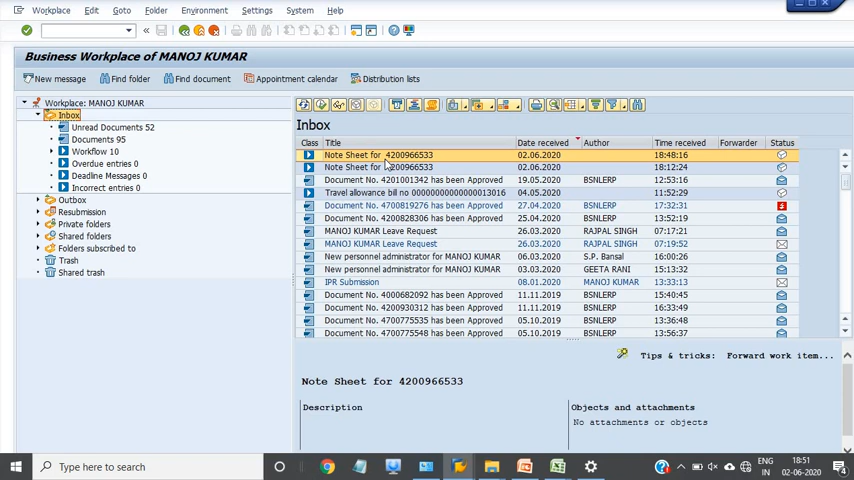 Workplace Edit Goto Folder Environment Settings System Help
Business Workplace of MANOJ KUMAR
New message Find folder Find document Appointment calendar Distribution lists
Workplace: MANOJ KUMAR
Inbox
Unread Documents 52
Documents 95
Workflow 10
Overdue entries 0
Deadline Messages 0
Incorrect entries 0
Outbox
Resubmission
Private folders
Shared folders
Folders subscribed to
Trash
Shared trash
Inbox
Class Title Date received Author Time received Forwarder Status
Note Sheet for 4200966533 02.06.2020 18:48:16
Note Sheet for 4200966533 02.06.2020 18:12:24
Document No. 4201001342 has been Approved 19.05.2020 BSNLERP 12:53:16
Travel allowance bill no 0000000000000013016 04.05.2020 11:52:29
Document No. 4700819276 has been Approved 27.04.2020 BSNLERP 17:32:31
Document No. 4200828306 has been Approved 25.04.2020 BSNLERP 13:52:19
MANOJ KUMAR Leave Request 26.03.2020 RAJPAL SINGH 07:17:21
MANOJ KUMAR Leave Request 26.03.2020 RAJPAL SINGH 07:19:52
New personnel administrator for MANOJ KUMAR 06.03.2020 S.P. Bansal 16:00:26
New personnel administrator for MANOJ KUMAR 03.03.2020 GEETA RANI 15:13:32
IPR Submission 08.01.2020 MANOJ KUMAR 13:33:13
Document No. 4000682092 has been Approved 11.11.2019 BSNLERP 15:40:45
Document No. 4200930312 has been Approved 11.11.2019 BSNLERP 16:33:49
Document No. 4700775535 has been Approved 05.10.2019 BSNLERP 13:36:48
Document No. 4700775548 has been Approved 05.10.2019 BSNLERP 13:56:37
Tips & tricks: Forward work item...
Note Sheet for 4200966533
Description Objects and attachments
No attachments or objects
Type here to search
ENG 18:51
IN 02-06-2020
4